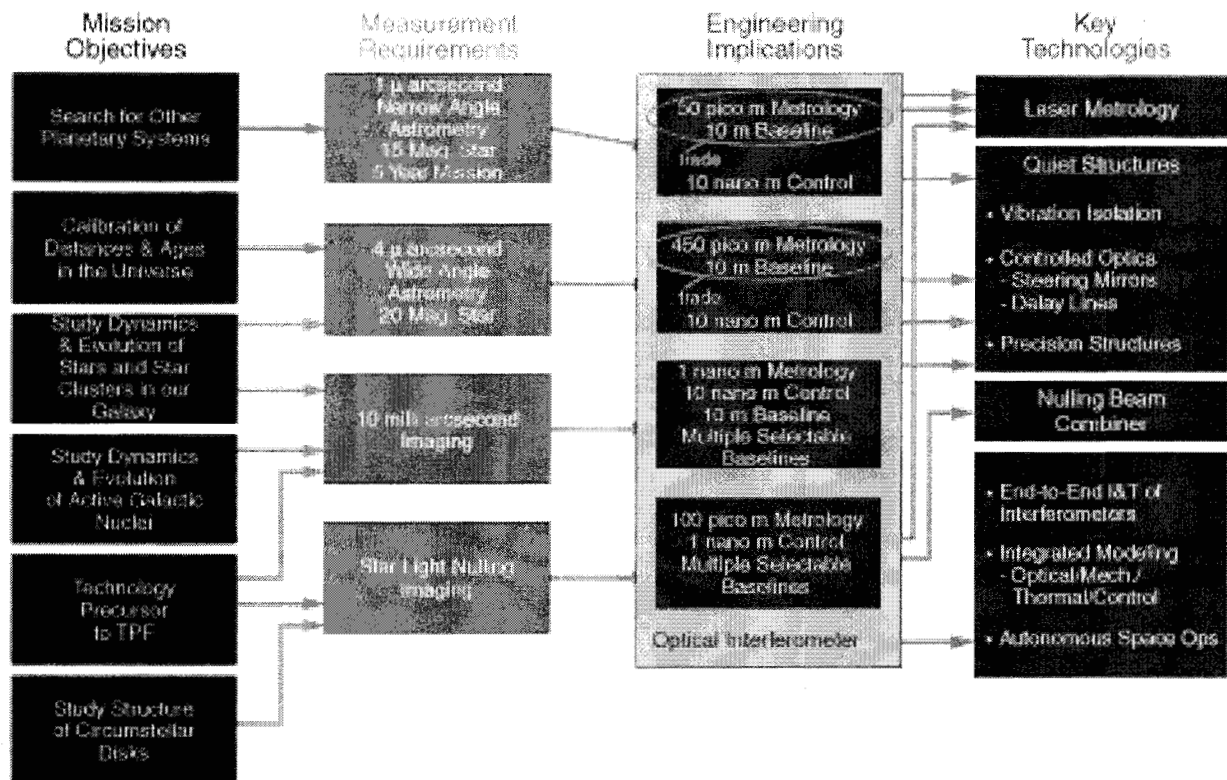 Mission
Objectives
Search for Other
Planetary Systems
Calibration of
Distances & Ages
in the Universe
Study Dynamics
& Evolution of
Stars and Star
Clusters in our
Galaxy
Study Dynamics
& Evolution
of Active Galactic
Nuclei
Technology
Precursor
to TPF
Study Structure
of Circumstellar
Disks
Measurement
Requirements
1 µ arcsecond
Narrow Angle
Astrometry
15 Mag. Star
5 Year Mission
4 µ arcsecond
Wide Angle
Astrometry
20 Mag. Star
10 milli arcsecond
Imaging
Star Light Nulling
Imaging
Engineering
Implications
50 pico m Metrology
10 m Baseline
trade
10 nano m Control
450 pico m Metrology
10 m Baseline
trade
10 nano m Control
1 nano m Metrology
10 nano m Control
10 m Baseline
Multiple Selectable
Baselines
100 pico m Metrology
1 nano m Control
Multiple Selectable
Baselines
Optical Interferometer
Key
Technologies
Laser Metrology
Quiet Structures
• Vibration Isolation
• Controlled Optics
- Steering Mirrors
- Delay Lines
• Precision Structures
Nulling Beam
Combiner
• End-to-End I&T of
Interferometers
• Integrated Modeling
- Optical/Mech./
Thermal/Control
• Autonomous Space Ops